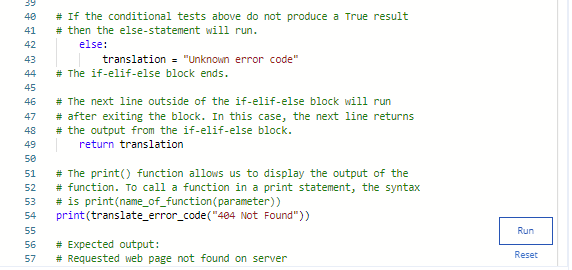 39
40 # If the conditional tests above do not produce a True result
41 # then the else-statement will run.
42 else:
43 translation = "Unknown error code"
44 # The if-elif-else block ends.
45
46 # The next line outside of the if-elif-else block will run
47 # after exiting the block. In this case, the next line returns
48 # the output from the if-elif-else block.
49 return translation
50
51 # The print() function allows us to display the output of the
52 # function. To call a function in a print statement, the syntax
53 # is print(name_of_function(parameter))
54 print(translate_error_code("404 Not Found"))
55
56 # Expected output:
57 # Requested web page not found on server
Run
Reset